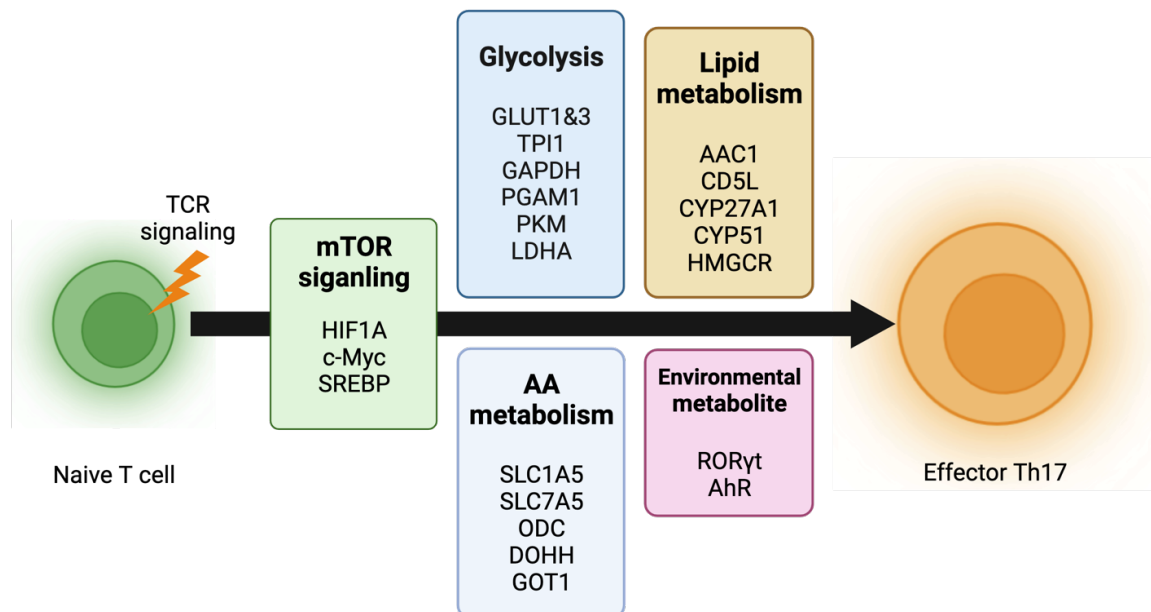 TCR
signaling
Naive T cell
mTOR
siganling
HIF1A
c-Myc
SREBP
Glycolysis
GLUT1&3
TPI1
GAPDH
PGAM1
PKM
LDHA
Lipid
metabolism
AAC1
CD5L
CYP27A1
CYP51
HMGCR
AA
metabolism
SLC1A5
SLC7A5
ODC
DOHH
GOT1
Environmental
metabolite
RORγt
AhR
Effector Th17